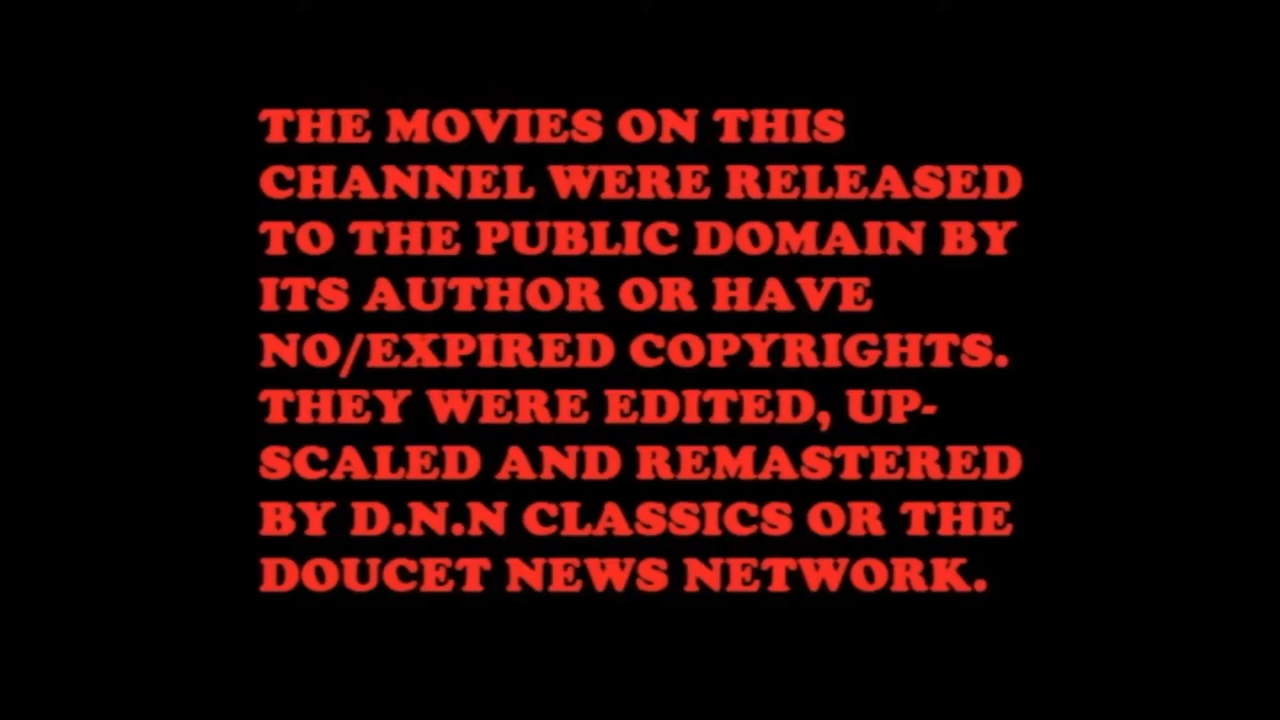 THE MOVIES ON THIS
CHANNEL WERE RELEASED
TO THE PUBLIC DOMAIN BY
ITS AUTHOR OR HAVE
NO/EXPIRED COPYRIGHTS.
THEY WERE EDITED, UP-
SCALED AND REMASTERED
BY D.N.N CLASSICS OR THE
DOUCET NEWS NETWORK.